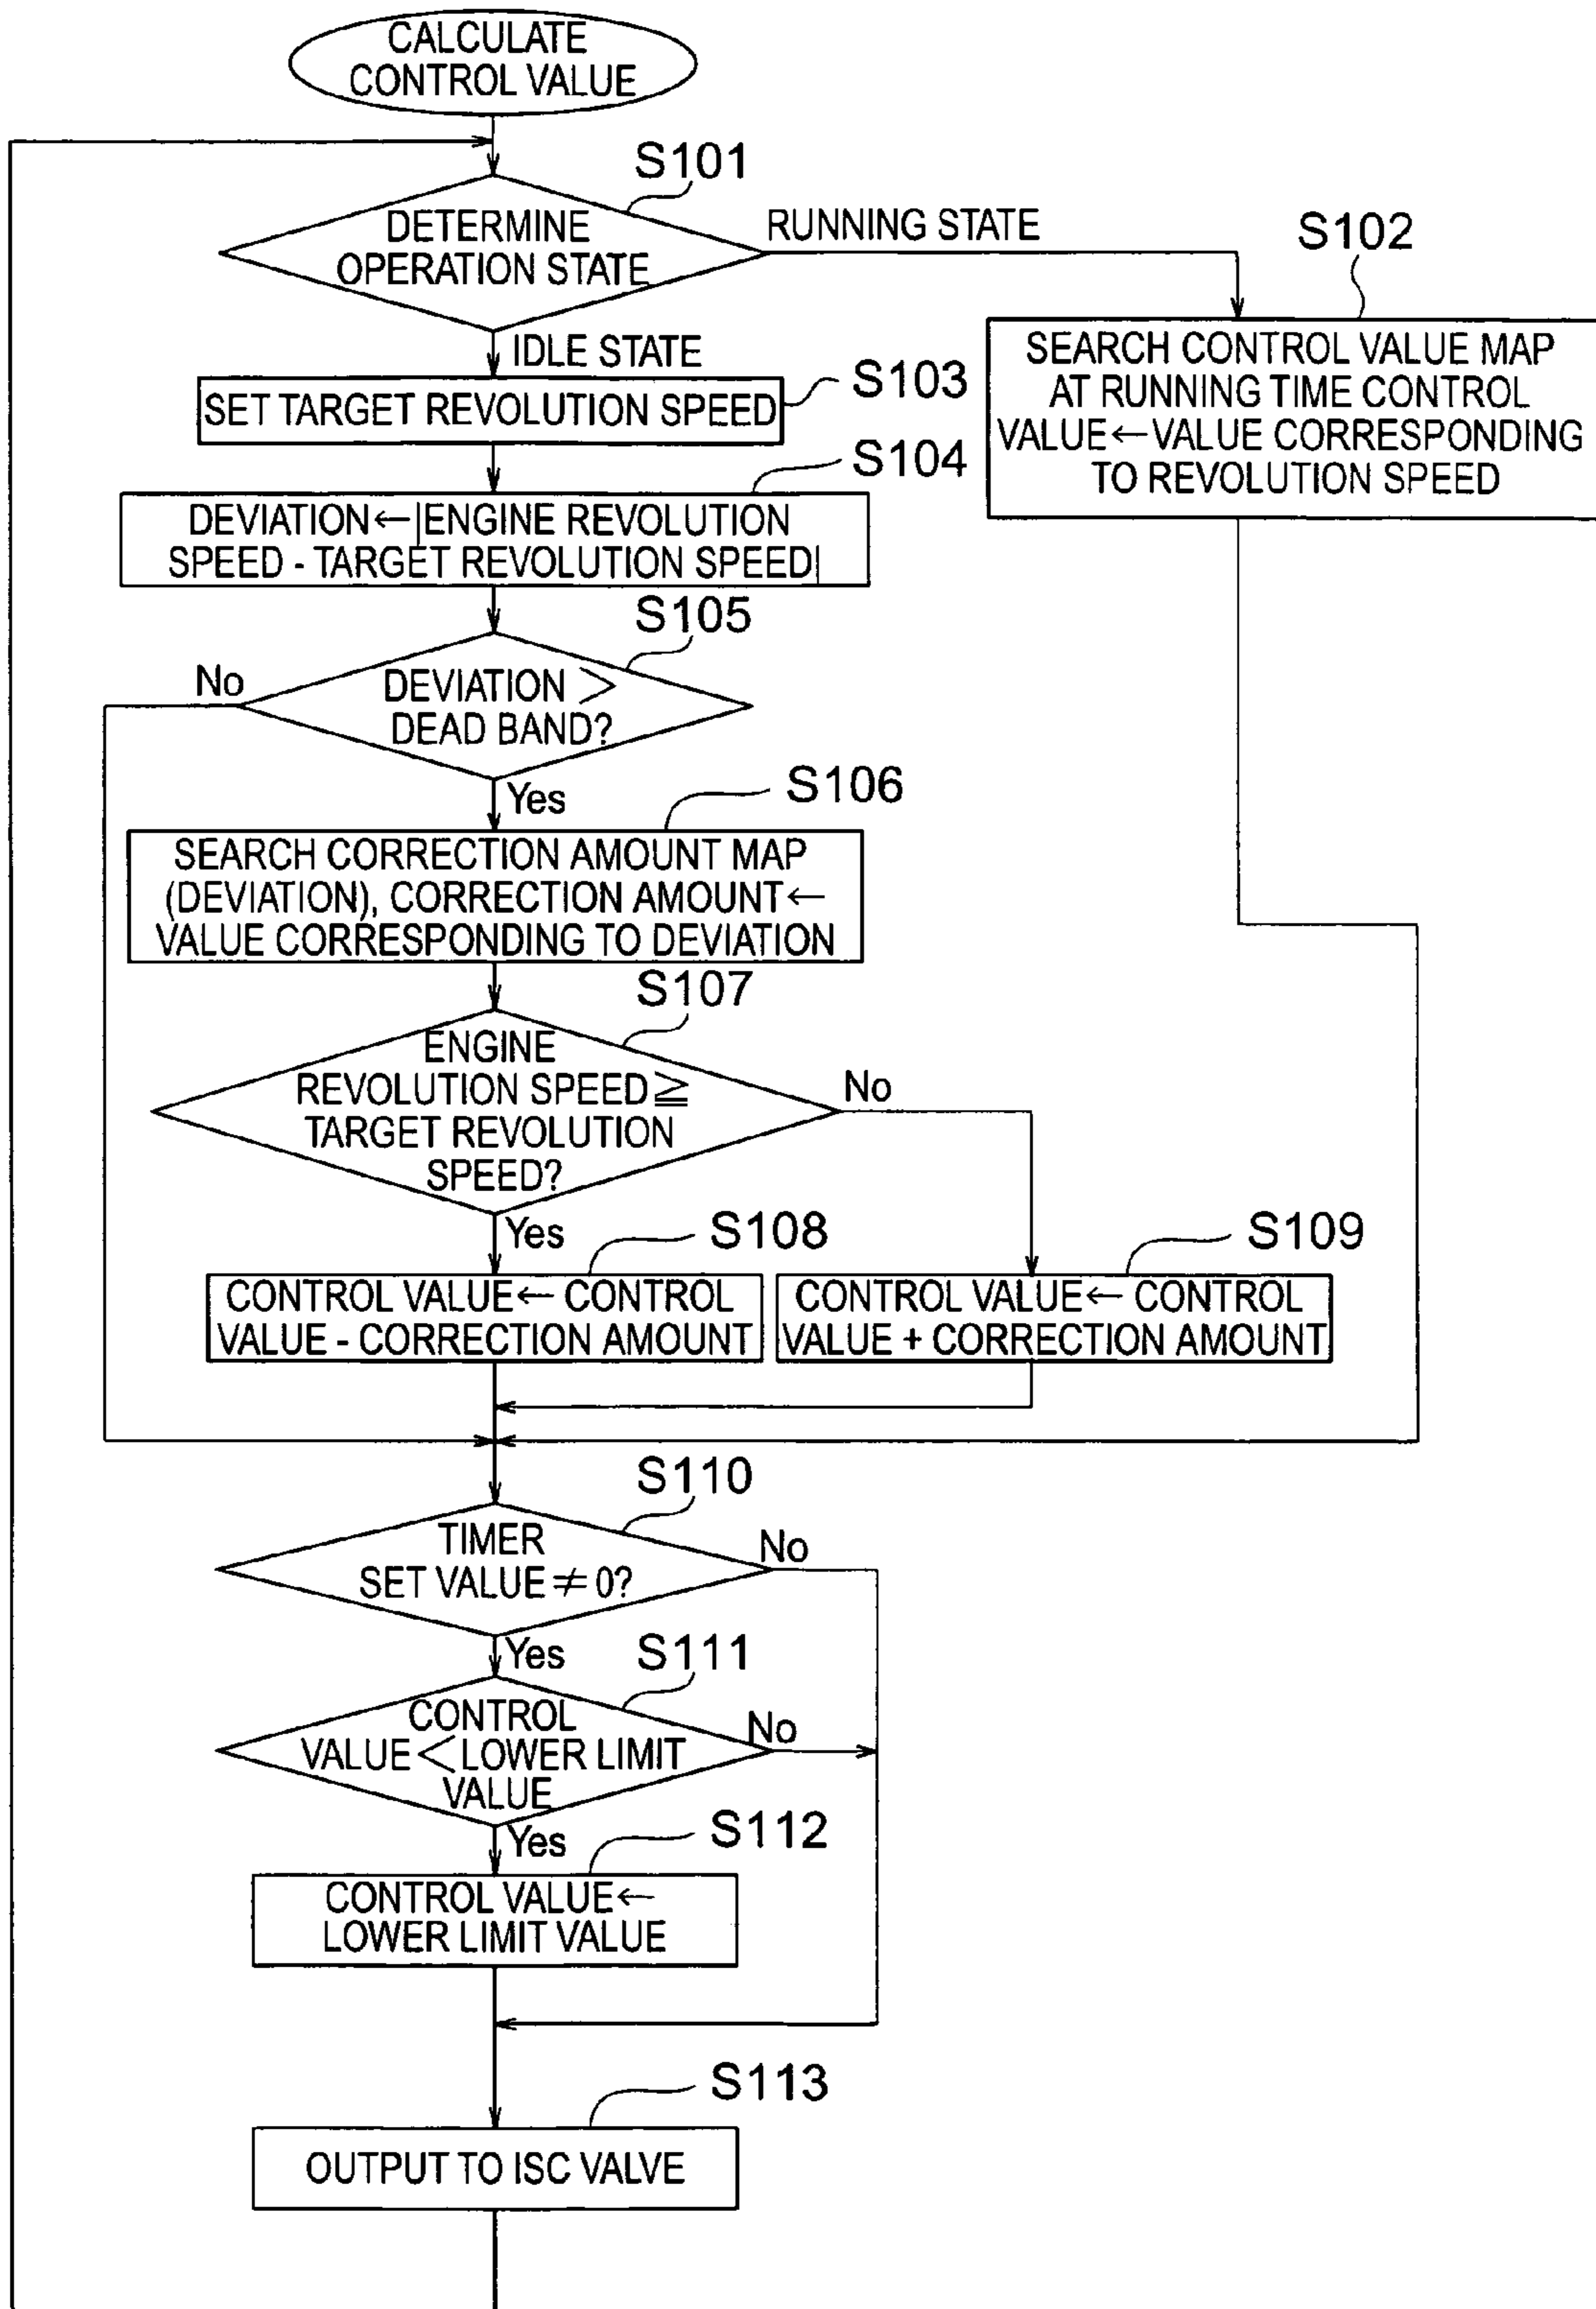 CALCULATE
CONTROL VALUE
S101
DETERMINE
OPERATION STATE
RUNNING STATE
S102
SEARCH CONTROL VALUE MAP
AT RUNNING TIME CONTROL
VALUE←VALUE CORRESPONDING
TO REVOLUTION SPEED
IDLE STATE
S103
SET TARGET REVOLUTION SPEED
S104
DEVIATION←|ENGINE REVOLUTION
SPEED - TARGET REVOLUTION SPEED|
S105
No
DEVIATION >
DEAD BAND?
Yes
S106
SEARCH CORRECTION AMOUNT MAP
(DEVIATION), CORRECTION AMOUNT←
VALUE CORRESPONDING TO DEVIATION
S107
ENGINE
REVOLUTION SPEED≧
TARGET REVOLUTION
SPEED?
No
Yes
S108
CONTROL VALUE← CONTROL
VALUE - CORRECTION AMOUNT
S109
CONTROL VALUE← CONTROL
VALUE + CORRECTION AMOUNT
S110
TIMER
SET VALUE ≠ 0?
No
Yes
S111
CONTROL
VALUE <LOWER LIMIT
VALUE
No
Yes
S112
CONTROL VALUE←
LOWER LIMIT VALUE
S113
OUTPUT TO ISC VALVE